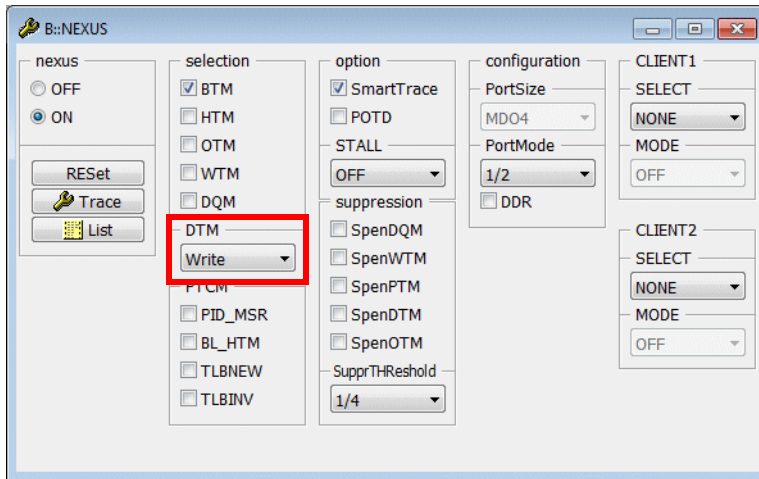 B::NEXUS
nexus
OFF
ON
RESet
Trace
List
selection
BTM
HTM
OTM
WTM
DQM
DTM
Write
PTCM
PID_MSR
BL_HTM
TLBNEW
TLBINV
option
SmartTrace
POTD
STALL
OFF
suppression
SpenDQM
SpenWTM
SpenPTM
SpenDTM
SpenOTM
SupprTHReshold
1/4
configuration
PortSize
MDO4
PortMode
1/2
DDR
CLIENT1
SELECT
NONE
MODE
OFF
CLIENT2
SELECT
NONE
MODE
OFF